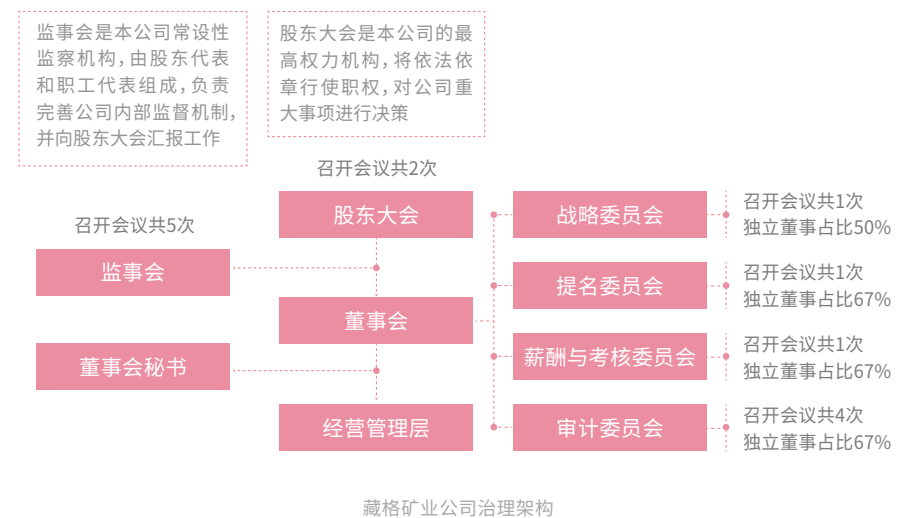 监事会是本公司常设性
监察机构，由股东代表
和职工代表组成，负责
完善公司内部监督机制，
并向股东大会汇报工作
股东大会是本公司的最
高权力机构，将依法依
章行使职权，对公司重
大事项进行决策
召开会议共2次
股东大会
召开会议共5次
监事会
董事会
董事会秘书
经营管理层
战略委员会
召开会议共1次
独立董事占比50%
提名委员会
召开会议共1次
独立董事占比67%
薪酬与考核委员会
召开会议共1次
独立董事占比67%
审计委员会
召开会议共4次
独立董事占比67%
藏格矿业公司治理架构